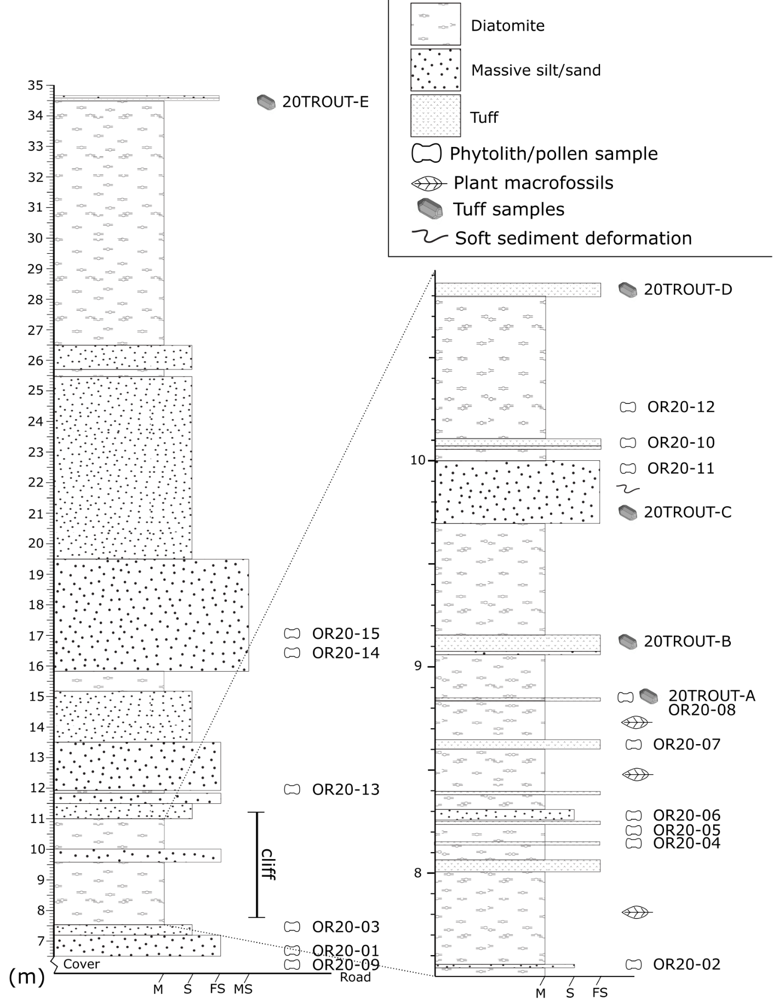 Diatomite
Massive silt/sand
Tuff
Phytolith/pollen sample
Plant macrofossils
Tuff samples
Soft sediment deformation
35
20TROUT-E
34
33
32
31
30
29
28
27
26
25
24
23
22
21
20
19
18
17
OR20-15
OR20-14
16
15
14
13
12
OR20-13
11
10
cliff
9
8
OR20-03
7
OR20-01
Cover
OR20-09
(m)
Road
M S FS MS
20TROUT-D
OR20-12
OR20-10
10
OR20-11
20TROUT-C
20TROUT-B
9
20TROUT-A
OR20-08
OR20-07
OR20-06
OR20-05
OR20-04
8
OR20-02
M S FS